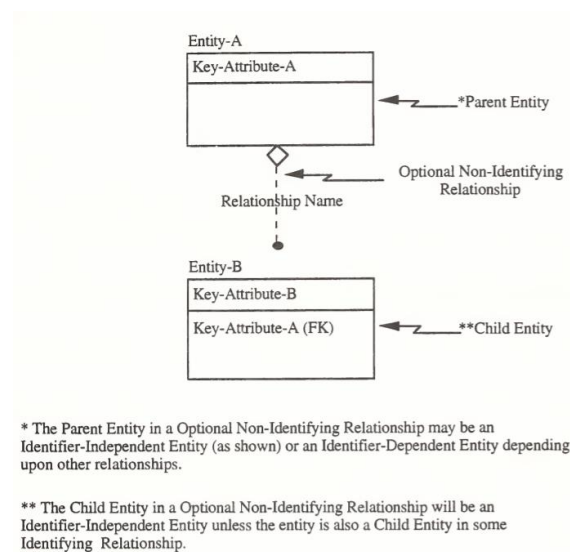 Entity-A
Key-Attribute-A
*Parent Entity
Optional Non-Identifying
Relationship
Relationship Name
Entity-B
Key-Attribute-B
Key-Attribute-A (FK)
**Child Entity
* The Parent Entity in a Optional Non-Identifying Relationship may be an
Identifier-Independent Entity (as shown) or an Identifier-Dependent Entity depending
upon other relationships.
** The Child Entity in a Optional Non-Identifying Relationship will be an
Identifier-Independent Entity unless the entity is also a Child Entity in some
Identifying Relationship.